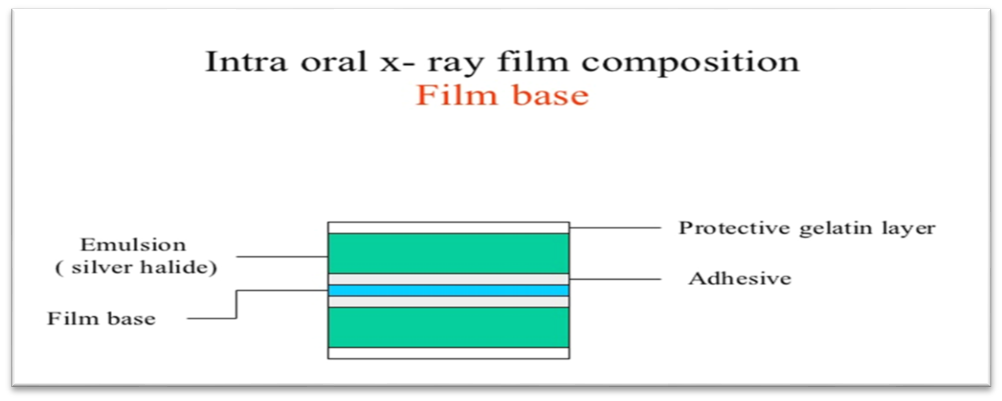 Intra oral x- ray film composition
Film base
Emulsion
( silver halide)
Film base
Protective gelatin layer
Adhesive